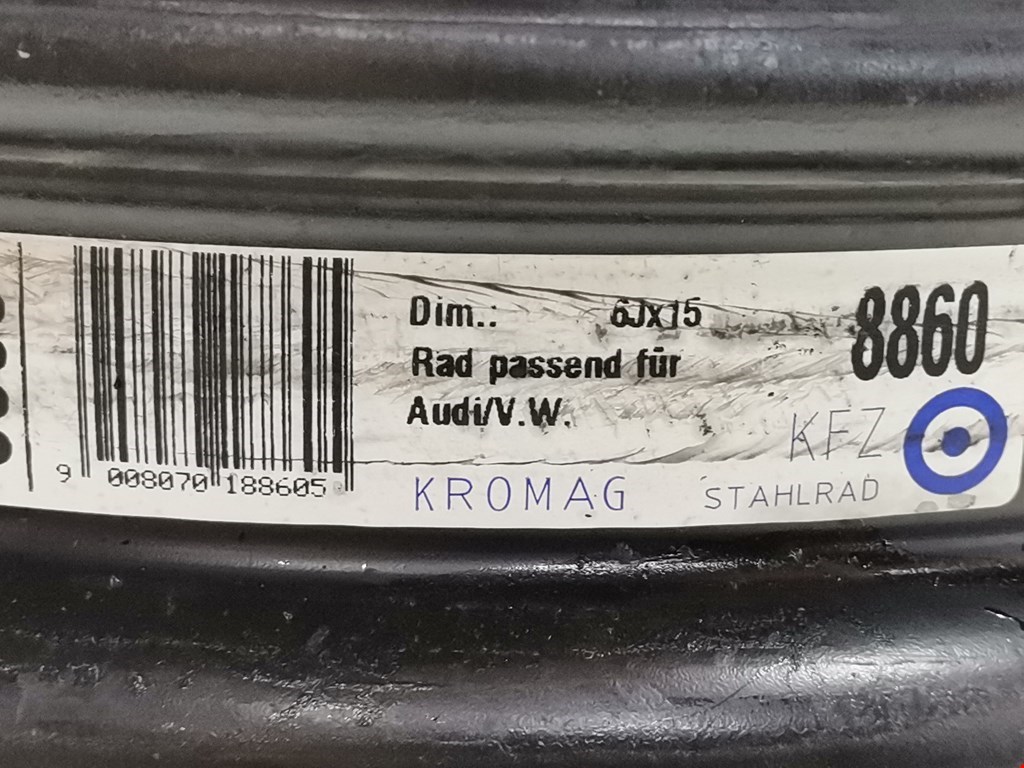 Dim.: 6Jx15
8860
Rad passend für
Audi/V.W.
KFZ
9 008070 188605
KROMAG
STAHLRAD